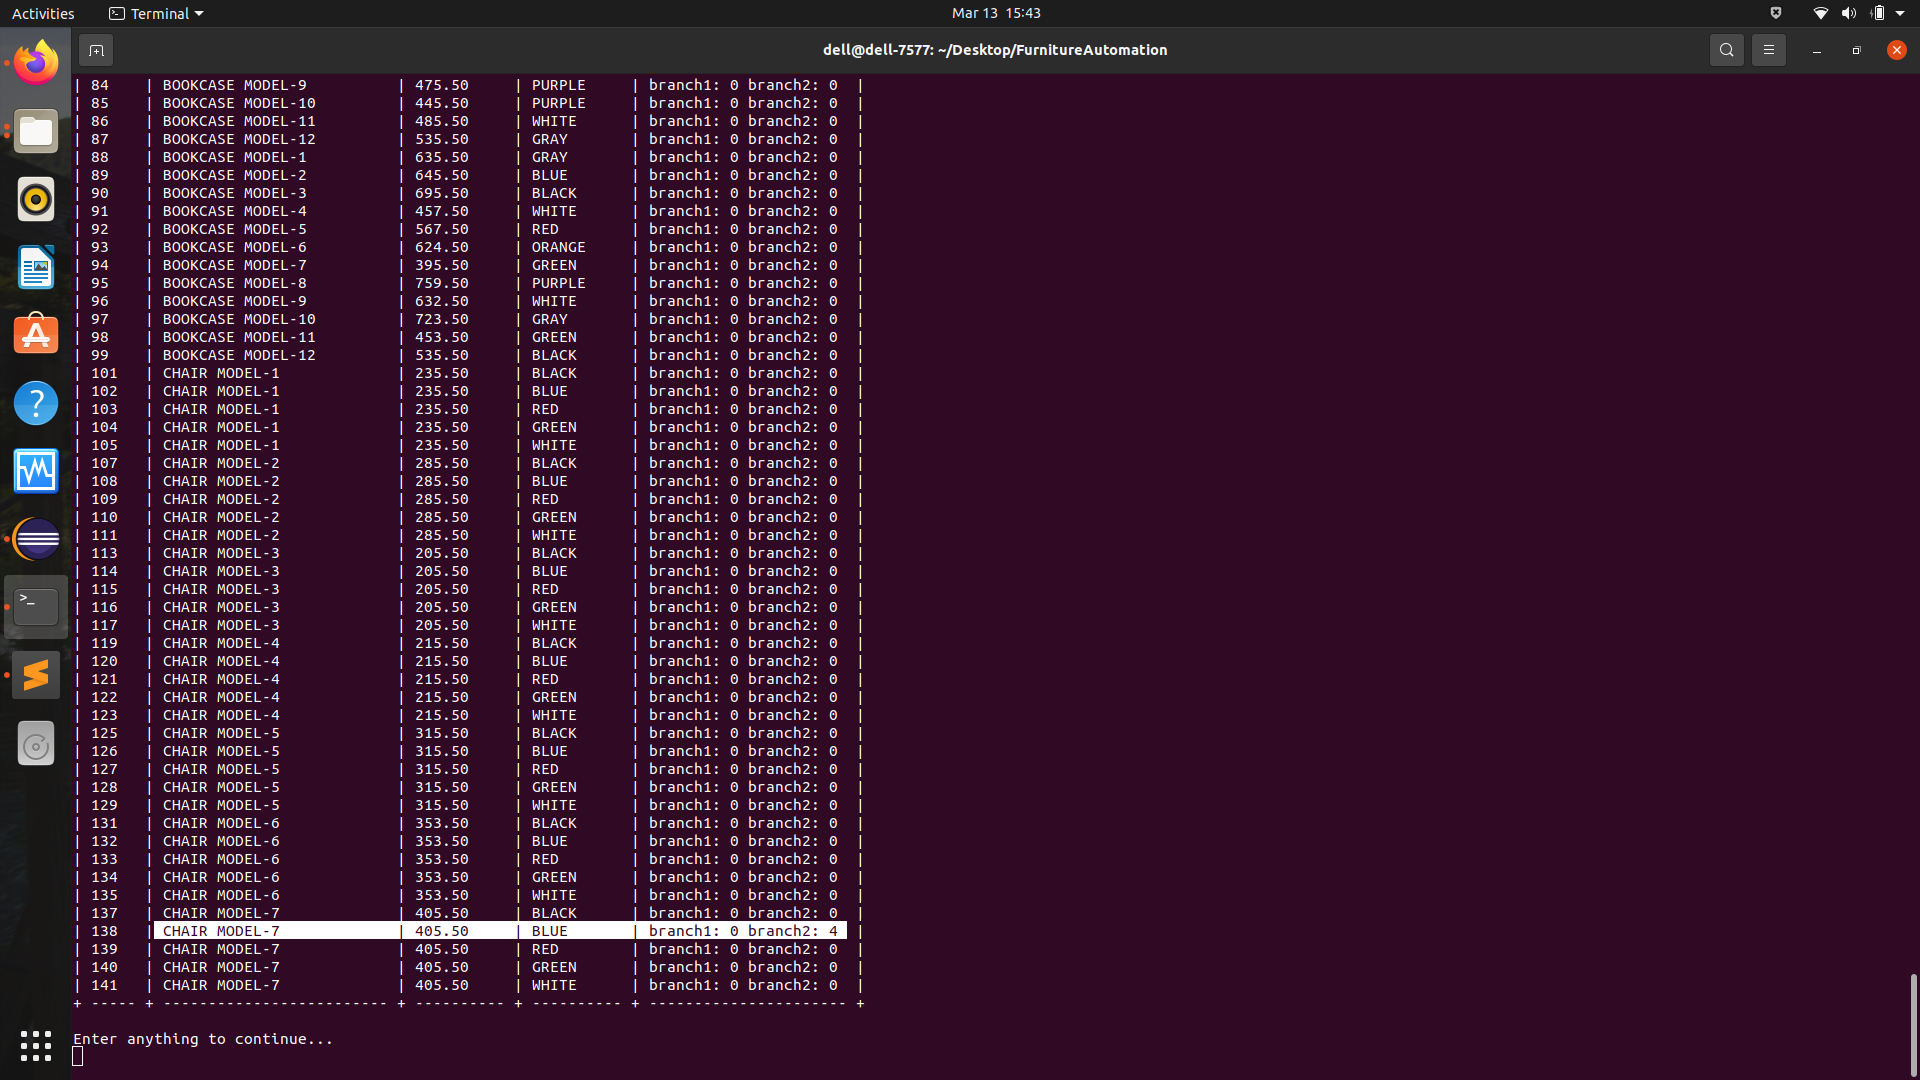 Activities Terminal Mar 13 15:43
dell@dell-7577: ~/Desktop/FurnitureAutomation
| 84 | BOOKCASE MODEL-9 | 475.50 | PURPLE | branch1: 0 branch2: 0 |
| 85 | BOOKCASE MODEL-10 | 445.50 | PURPLE | branch1: 0 branch2: 0 |
| 86 | BOOKCASE MODEL-11 | 485.50 | WHITE | branch1: 0 branch2: 0 |
| 87 | BOOKCASE MODEL-12 | 535.50 | GRAY | branch1: 0 branch2: 0 |
| 88 | BOOKCASE MODEL-1 | 635.50 | GRAY | branch1: 0 branch2: 0 |
| 89 | BOOKCASE MODEL-2 | 645.50 | BLUE | branch1: 0 branch2: 0 |
| 90 | BOOKCASE MODEL-3 | 695.50 | BLACK | branch1: 0 branch2: 0 |
| 91 | BOOKCASE MODEL-4 | 457.50 | WHITE | branch1: 0 branch2: 0 |
| 92 | BOOKCASE MODEL-5 | 567.50 | RED | branch1: 0 branch2: 0 |
| 93 | BOOKCASE MODEL-6 | 624.50 | ORANGE | branch1: 0 branch2: 0 |
| 94 | BOOKCASE MODEL-7 | 395.50 | GREEN | branch1: 0 branch2: 0 |
| 95 | BOOKCASE MODEL-8 | 759.50 | PURPLE | branch1: 0 branch2: 0 |
| 96 | BOOKCASE MODEL-9 | 632.50 | WHITE | branch1: 0 branch2: 0 |
| 97 | BOOKCASE MODEL-10 | 723.50 | GRAY | branch1: 0 branch2: 0 |
| 98 | BOOKCASE MODEL-11 | 453.50 | GREEN | branch1: 0 branch2: 0 |
| 99 | BOOKCASE MODEL-12 | 535.50 | BLACK | branch1: 0 branch2: 0 |
| 101 | CHAIR MODEL-1 | 235.50 | BLACK | branch1: 0 branch2: 0 |
| 102 | CHAIR MODEL-1 | 235.50 | BLUE | branch1: 0 branch2: 0 |
| 103 | CHAIR MODEL-1 | 235.50 | RED | branch1: 0 branch2: 0 |
| 104 | CHAIR MODEL-1 | 235.50 | GREEN | branch1: 0 branch2: 0 |
| 105 | CHAIR MODEL-1 | 235.50 | WHITE | branch1: 0 branch2: 0 |
| 107 | CHAIR MODEL-2 | 285.50 | BLACK | branch1: 0 branch2: 0 |
| 108 | CHAIR MODEL-2 | 285.50 | BLUE | branch1: 0 branch2: 0 |
| 109 | CHAIR MODEL-2 | 285.50 | RED | branch1: 0 branch2: 0 |
| 110 | CHAIR MODEL-2 | 285.50 | GREEN | branch1: 0 branch2: 0 |
| 111 | CHAIR MODEL-2 | 285.50 | WHITE | branch1: 0 branch2: 0 |
| 113 | CHAIR MODEL-3 | 205.50 | BLACK | branch1: 0 branch2: 0 |
| 114 | CHAIR MODEL-3 | 205.50 | BLUE | branch1: 0 branch2: 0 |
| 115 | CHAIR MODEL-3 | 205.50 | RED | branch1: 0 branch2: 0 |
| 116 | CHAIR MODEL-3 | 205.50 | GREEN | branch1: 0 branch2: 0 |
| 117 | CHAIR MODEL-3 | 205.50 | WHITE | branch1: 0 branch2: 0 |
| 119 | CHAIR MODEL-4 | 215.50 | BLACK | branch1: 0 branch2: 0 |
| 120 | CHAIR MODEL-4 | 215.50 | BLUE | branch1: 0 branch2: 0 |
| 121 | CHAIR MODEL-4 | 215.50 | RED | branch1: 0 branch2: 0 |
| 122 | CHAIR MODEL-4 | 215.50 | GREEN | branch1: 0 branch2: 0 |
| 123 | CHAIR MODEL-4 | 215.50 | WHITE | branch1: 0 branch2: 0 |
| 125 | CHAIR MODEL-5 | 315.50 | BLACK | branch1: 0 branch2: 0 |
| 126 | CHAIR MODEL-5 | 315.50 | BLUE | branch1: 0 branch2: 0 |
| 127 | CHAIR MODEL-5 | 315.50 | RED | branch1: 0 branch2: 0 |
| 128 | CHAIR MODEL-5 | 315.50 | GREEN | branch1: 0 branch2: 0 |
| 129 | CHAIR MODEL-5 | 315.50 | WHITE | branch1: 0 branch2: 0 |
| 131 | CHAIR MODEL-6 | 353.50 | BLACK | branch1: 0 branch2: 0 |
| 132 | CHAIR MODEL-6 | 353.50 | BLUE | branch1: 0 branch2: 0 |
| 133 | CHAIR MODEL-6 | 353.50 | RED | branch1: 0 branch2: 0 |
| 134 | CHAIR MODEL-6 | 353.50 | GREEN | branch1: 0 branch2: 0 |
| 135 | CHAIR MODEL-6 | 353.50 | WHITE | branch1: 0 branch2: 0 |
| 137 | CHAIR MODEL-7 | 405.50 | BLACK | branch1: 0 branch2: 0 |
| 138 | CHAIR MODEL-7 | 405.50 | BLUE | branch1: 0 branch2: 4 |
| 139 | CHAIR MODEL-7 | 405.50 | RED | branch1: 0 branch2: 0 |
| 140 | CHAIR MODEL-7 | 405.50 | GREEN | branch1: 0 branch2: 0 |
| 141 | CHAIR MODEL-7 | 405.50 | WHITE | branch1: 0 branch2: 0 |
+ ----- + ------------------------- + ---------- + ---------- + ---------------------- +
Enter anything to continue...